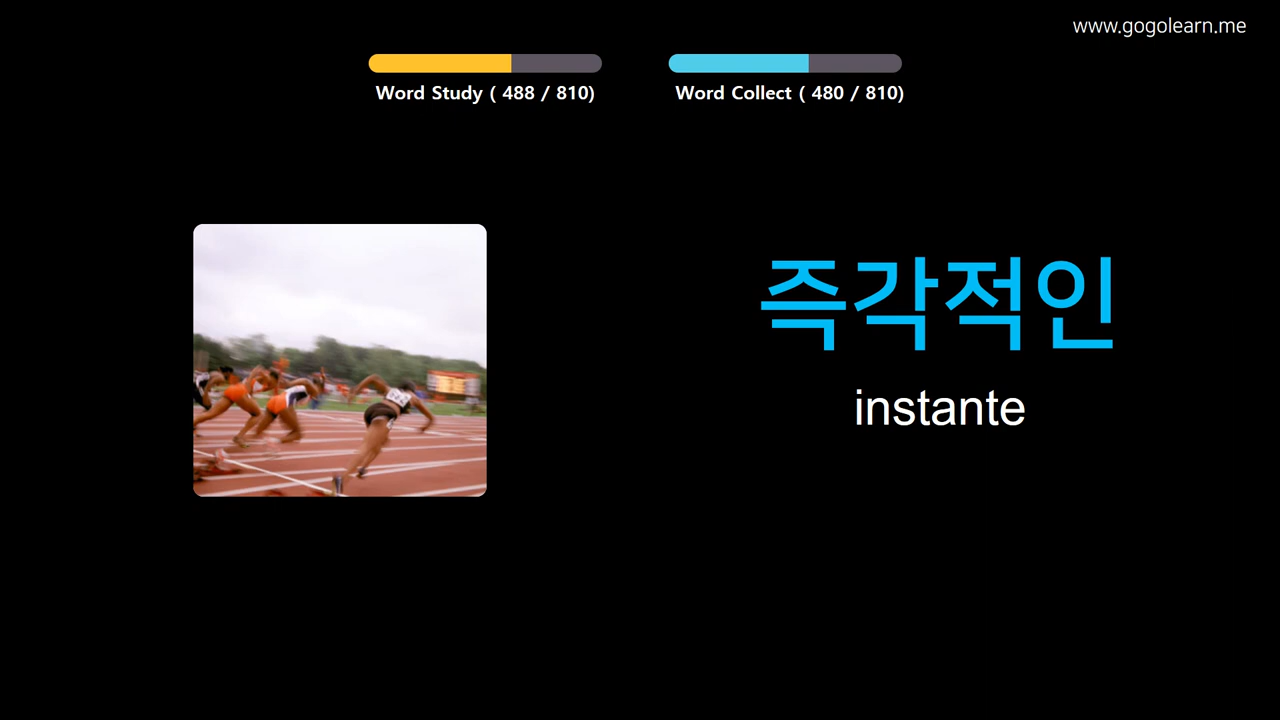 www.gogolearn.me
Word Study ( 488 / 810)
Word Collect ( 480 / 810)
즉각적인
instante